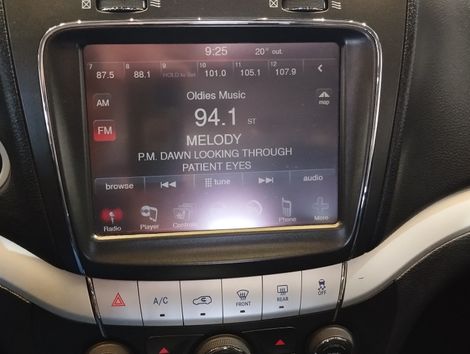 9:25 20° out.
7 8 9 10 11 12
87.5 88.1 HOLD to Set 101.0 105.1 107.9
AM
Oldies Music
map
FM
94.1 ST
MELODY
P.M. DAWN LOOKING THROUGH
PATIENT EYES
browse tune audio
Radio Player Controls Phone More
A/C FRONT REAR OFF